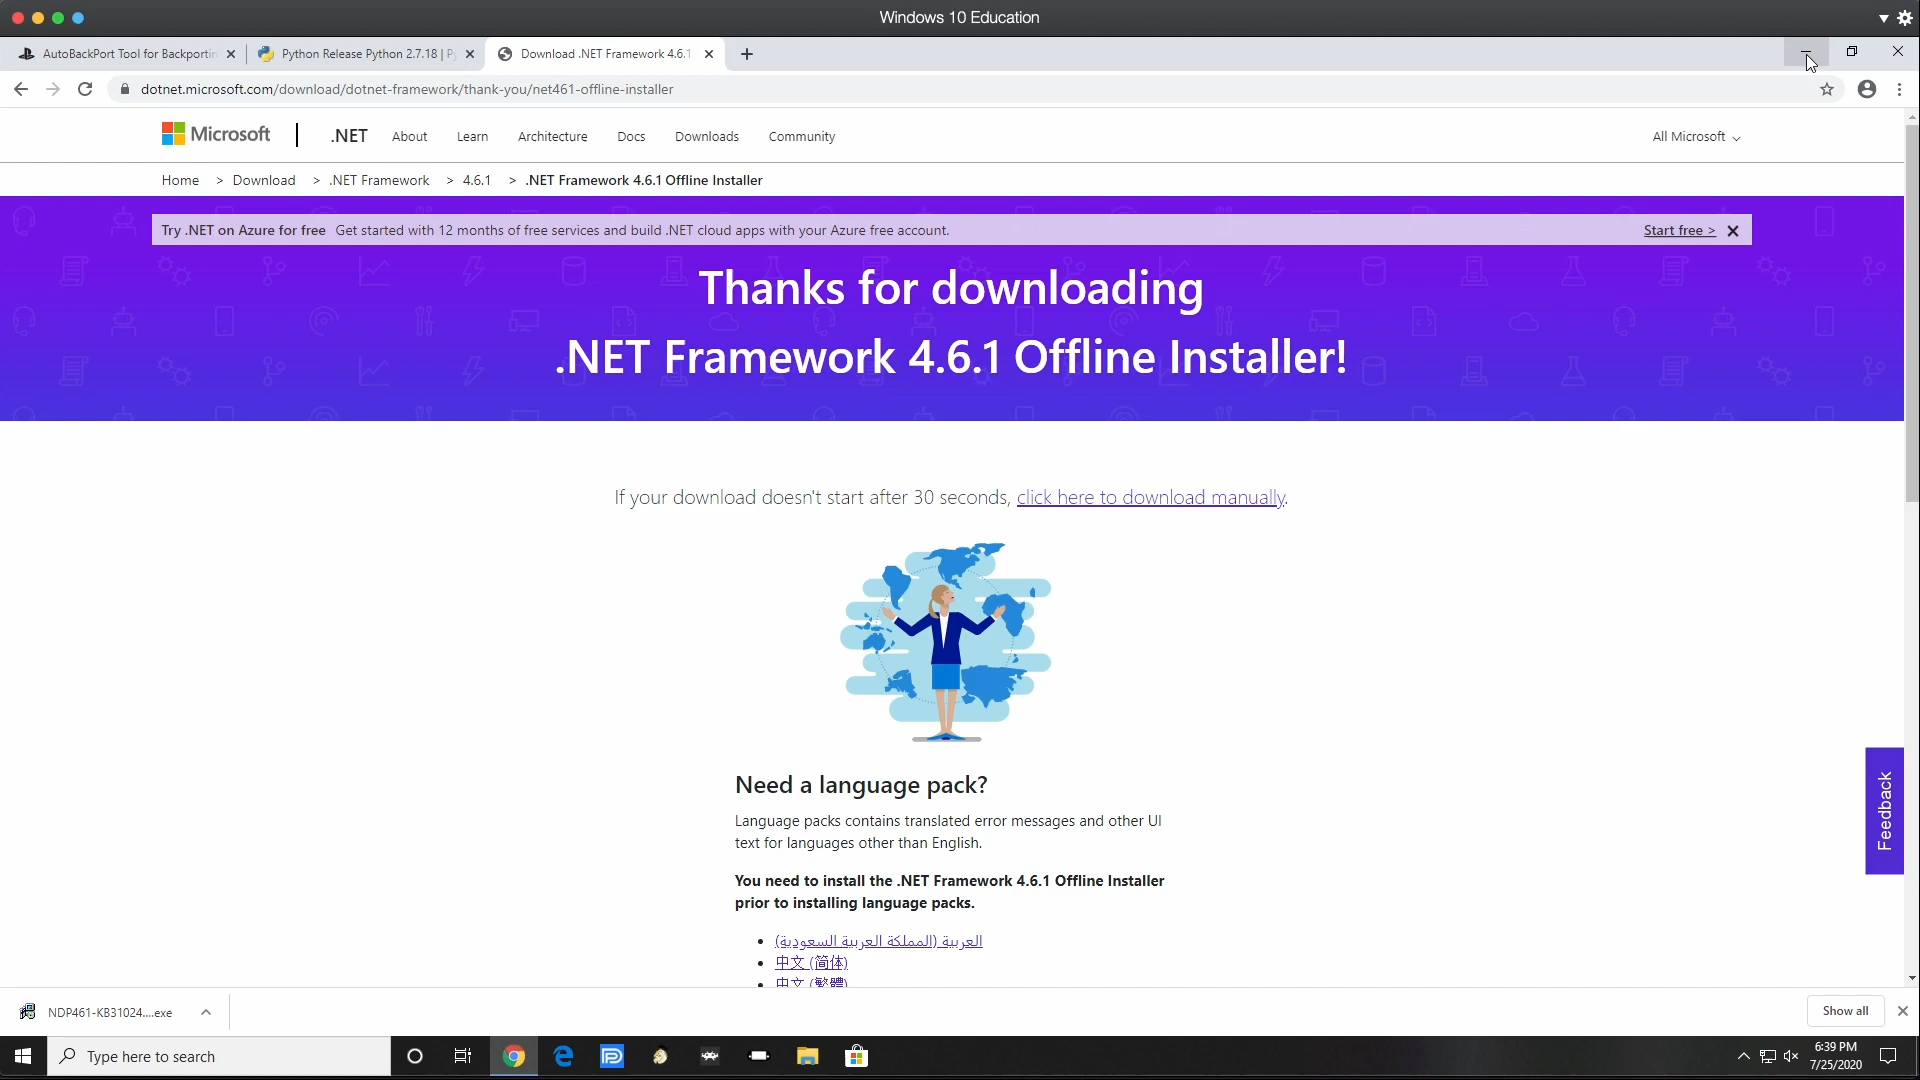 Windows 10 Education
AutoBackPort Tool for Backportin
Python Release Python 2.7.18 | Py
Download .NET Framework 4.6.1
dotnet.microsoft.com/download/dotnet-framework/thank-you/net461-offline-installer
Microsoft
.NET About Learn Architecture Docs Downloads Community
All Microsoft
Home > Download > .NET Framework > 4.6.1 > .NET Framework 4.6.1 Offline Installer
Try .NET on Azure for free Get started with 12 months of free services and build .NET cloud apps with your Azure free account.
Start free >
Thanks for downloading
.NET Framework 4.6.1 Offline Installer!
If your download doesn't start after 30 seconds, click here to download manually.
Need a language pack?
Language packs contains translated error messages and other UI
text for languages other than English.
You need to install the .NET Framework 4.6.1 Offline Installer
prior to installing language packs.
العربية (المملكة العربية السعودية)
中文 (简体)
中文 (繁體)
Feedback
NDP461-KB31024....exe
Show all
Type here to search
6:39 PM
7/25/2020